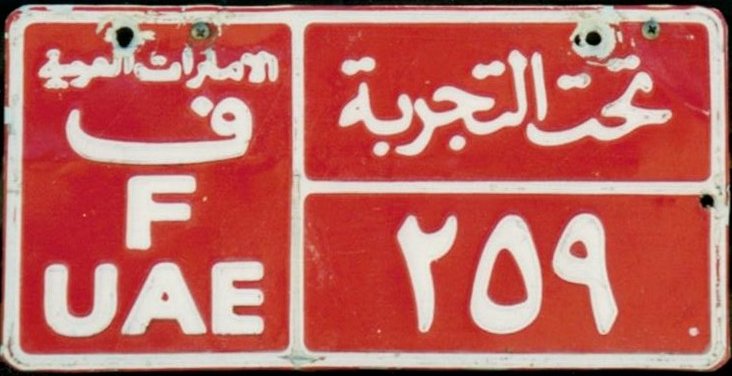 الامارات العربية
ف
F
UAE
تحت التجربة
٢٥٩